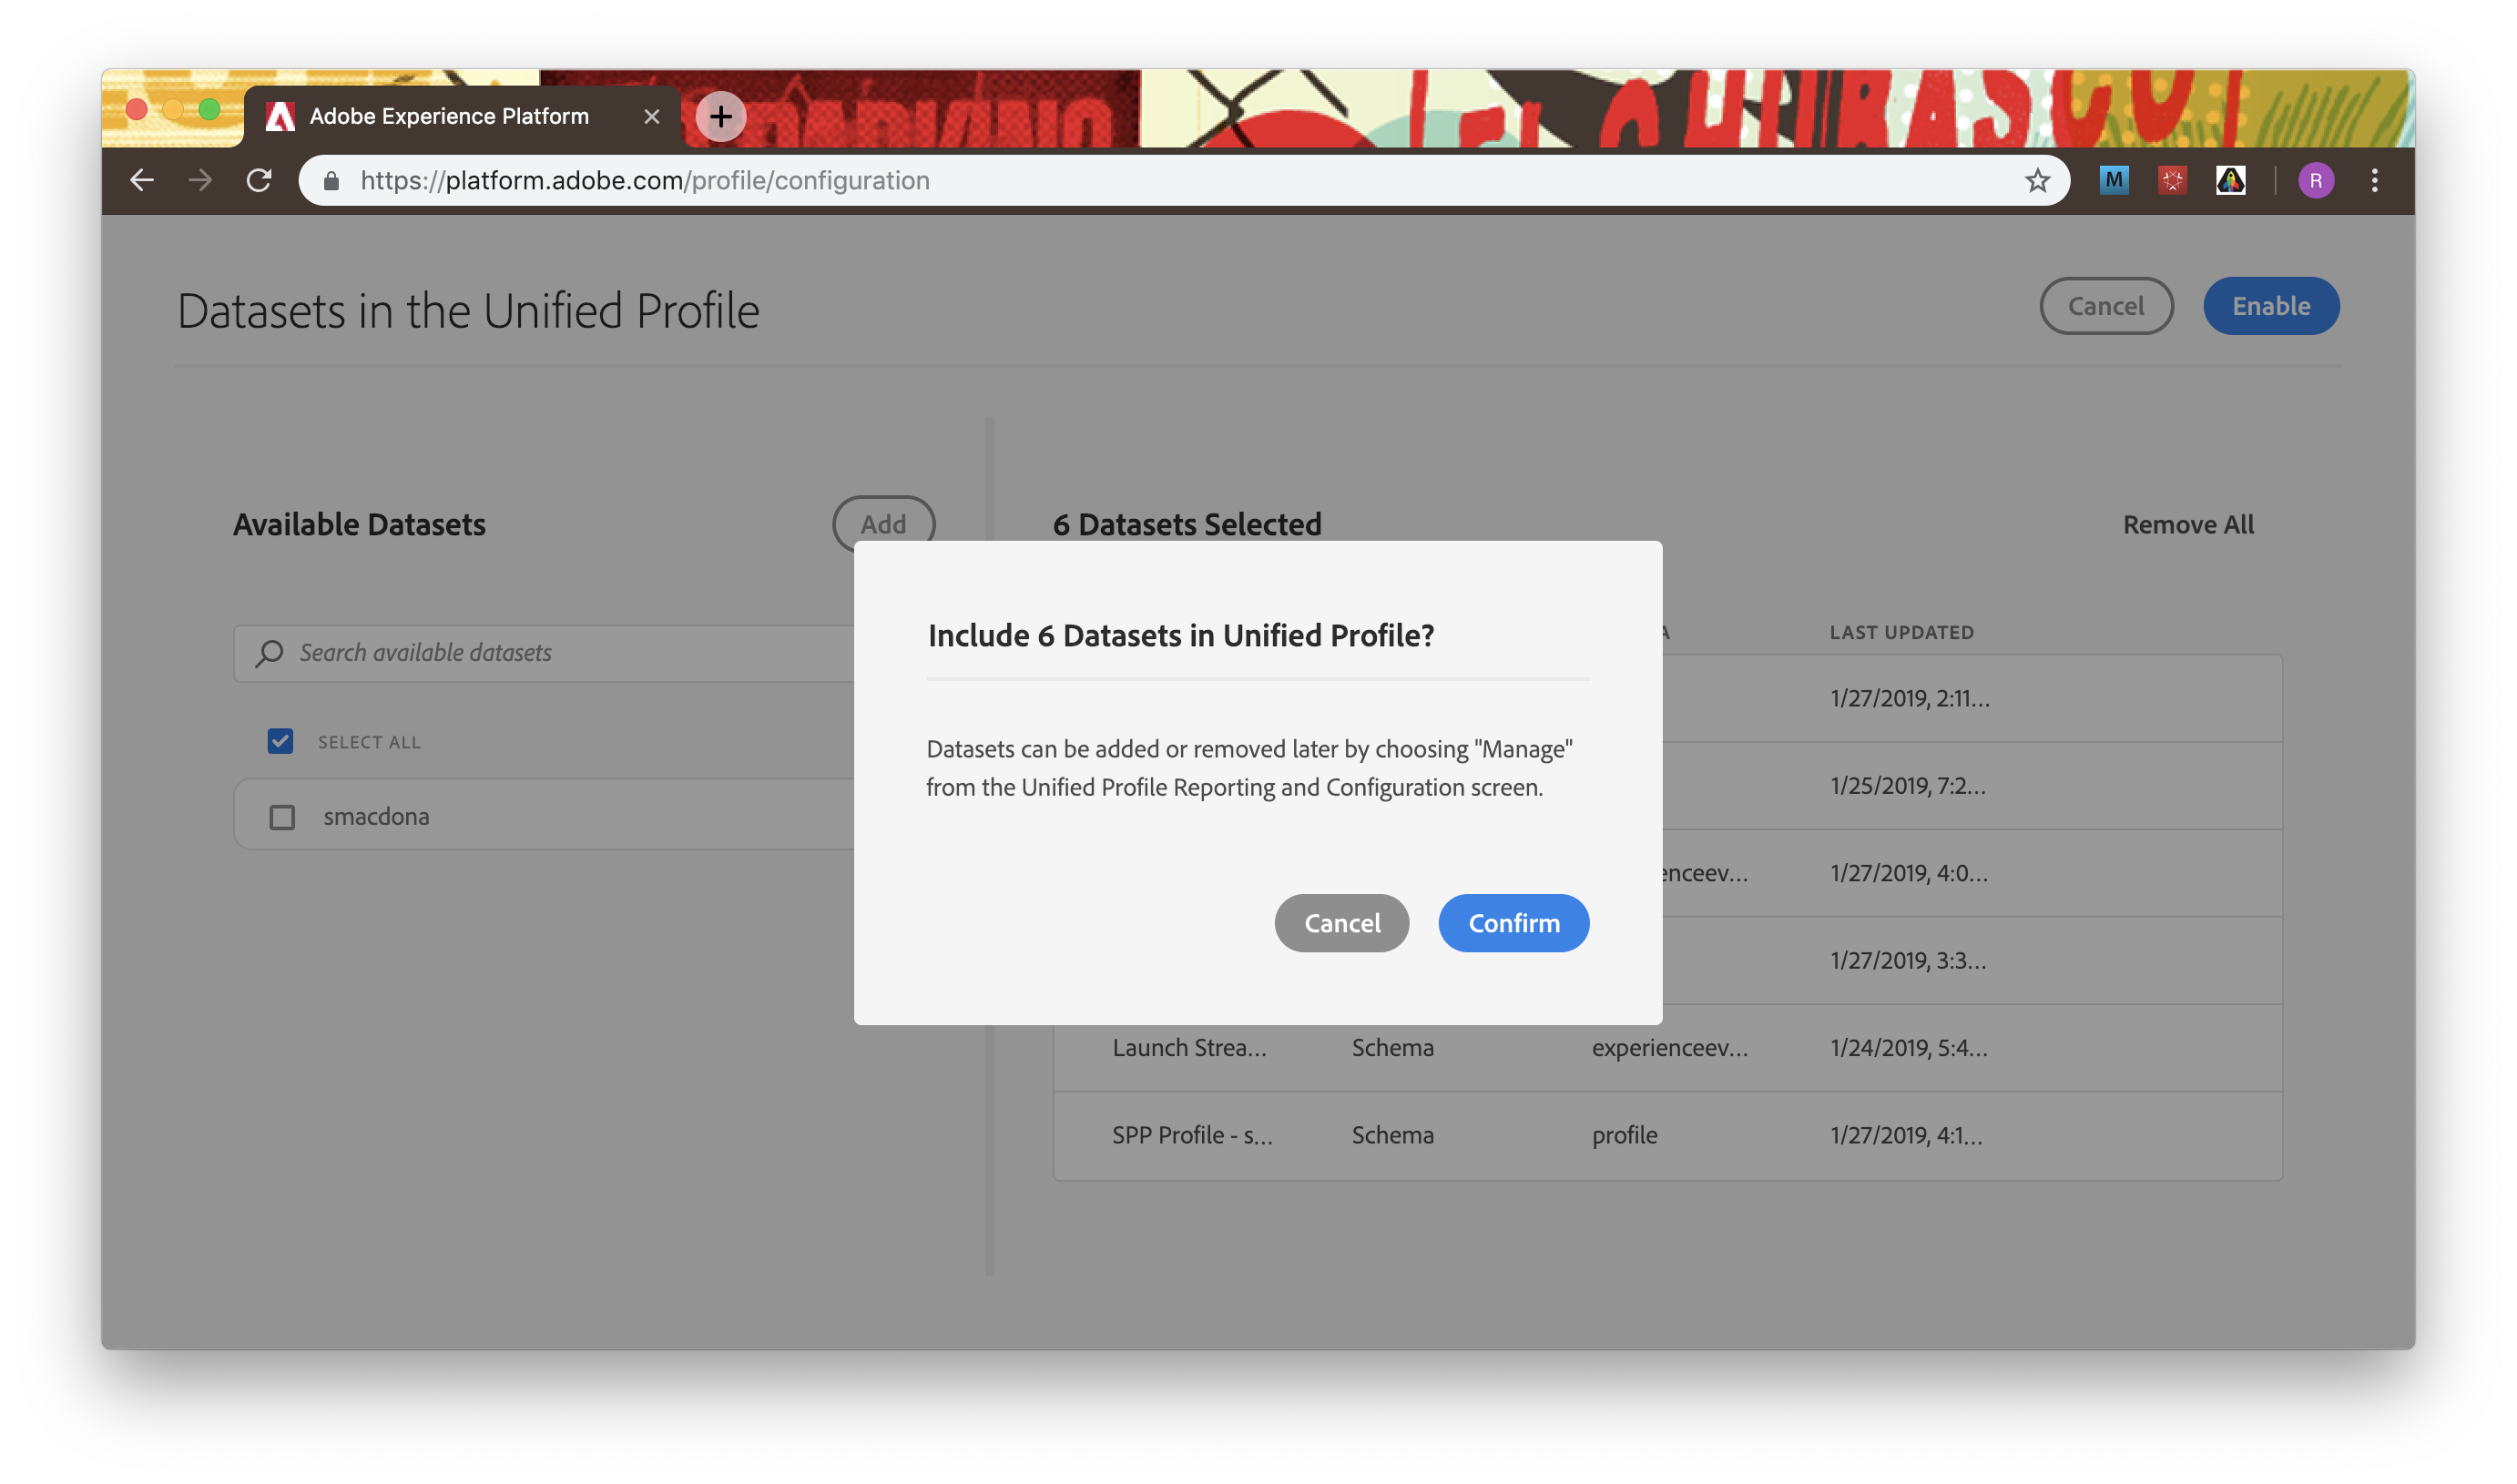 Adobe Experience Platform
https://platform.adobe.com/profile/configuration
M
R
Datasets in the Unified Profile
Cancel
Enable
Available Datasets
Add
6 Datasets Selected
Remove All
Search available datasets
SELECT ALL
smacdona
LAST UPDATED
1/27/2019, 2:11...
1/25/2019, 7:2...
enceev... 1/27/2019, 4:0...
1/27/2019, 3:3...
Launch Strea... Schema experienceev... 1/24/2019, 5:4...
SPP Profile - s... Schema profile 1/27/2019, 4:1...
Include 6 Datasets in Unified Profile?
Datasets can be added or removed later by choosing "Manage"
from the Unified Profile Reporting and Configuration screen.
Cancel
Confirm